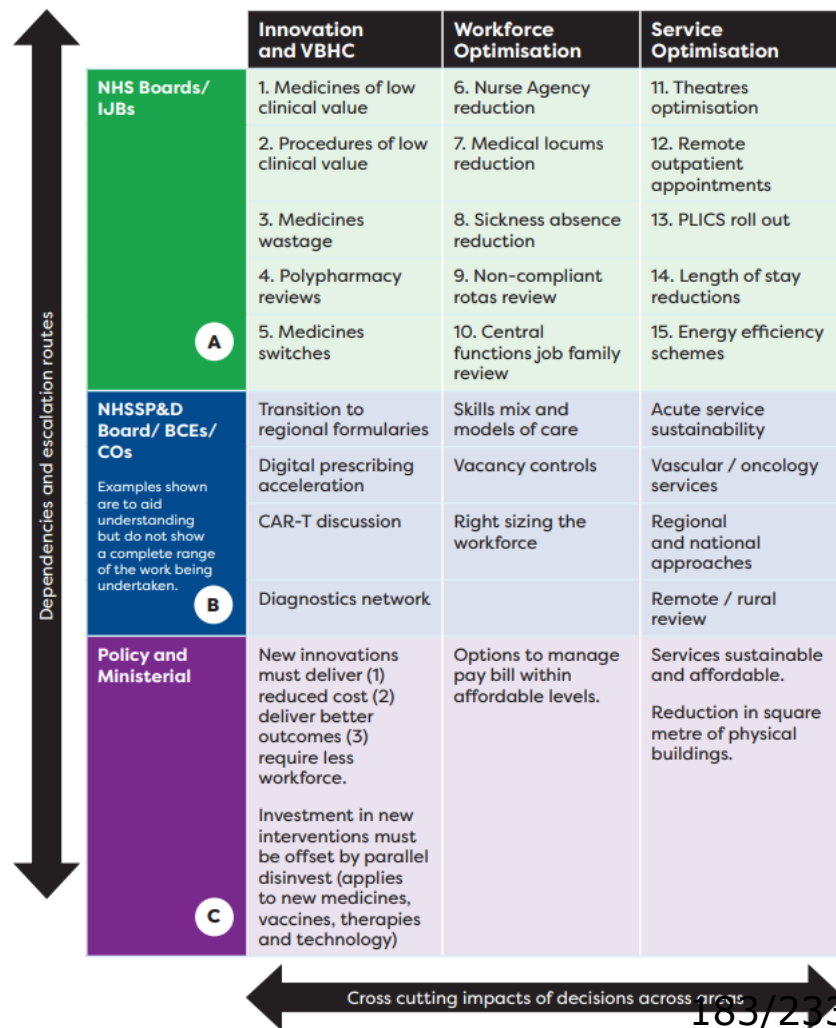 Innovation
and VBHC
Workforce
Optimisation
Service
Optimisation
NHS Boards/
IJBs
A
1. Medicines of low
clinical value
6. Nurse Agency
reduction
11. Theatres
optimisation
2. Procedures of low
clinical value
7. Medical locums
reduction
12. Remote
outpatient
appointments
3. Medicines
wastage
8. Sickness absence
reduction
13. PLICS roll out
4. Polypharmacy
reviews
9. Non-compliant
rotas review
14. Length of stay
reductions
5. Medicines
switches
10. Central
functions job family
review
15. Energy efficiency
schemes
NHSSP&D
Board/ BCEs/
COs
Examples shown
are to aid
understanding
but do not show
a complete range
of the work being
undertaken.
B
Transition to
regional formularies
Skills mix and
models of care
Acute service
sustainability
Digital prescribing
acceleration
Vacancy controls
Vascular / oncology
services
CAR-T discussion
Right sizing the
workforce
Regional
and national
approaches
Diagnostics network
Remote / rural
review
Policy and
Ministerial
C
New innovations
must deliver (1)
reduced cost (2)
deliver better
outcomes (3)
require less
workforce.
Investment in new
interventions must
be offset by parallel
disinvest (applies
to new medicines,
vaccines, therapies
and technology)
Options to manage
pay bill within
affordable levels.
Services sustainable
and affordable.
Reduction in square
metre of physical
buildings.
Dependencies and escalation routes
Cross cutting impacts of decisions across areas
183/233